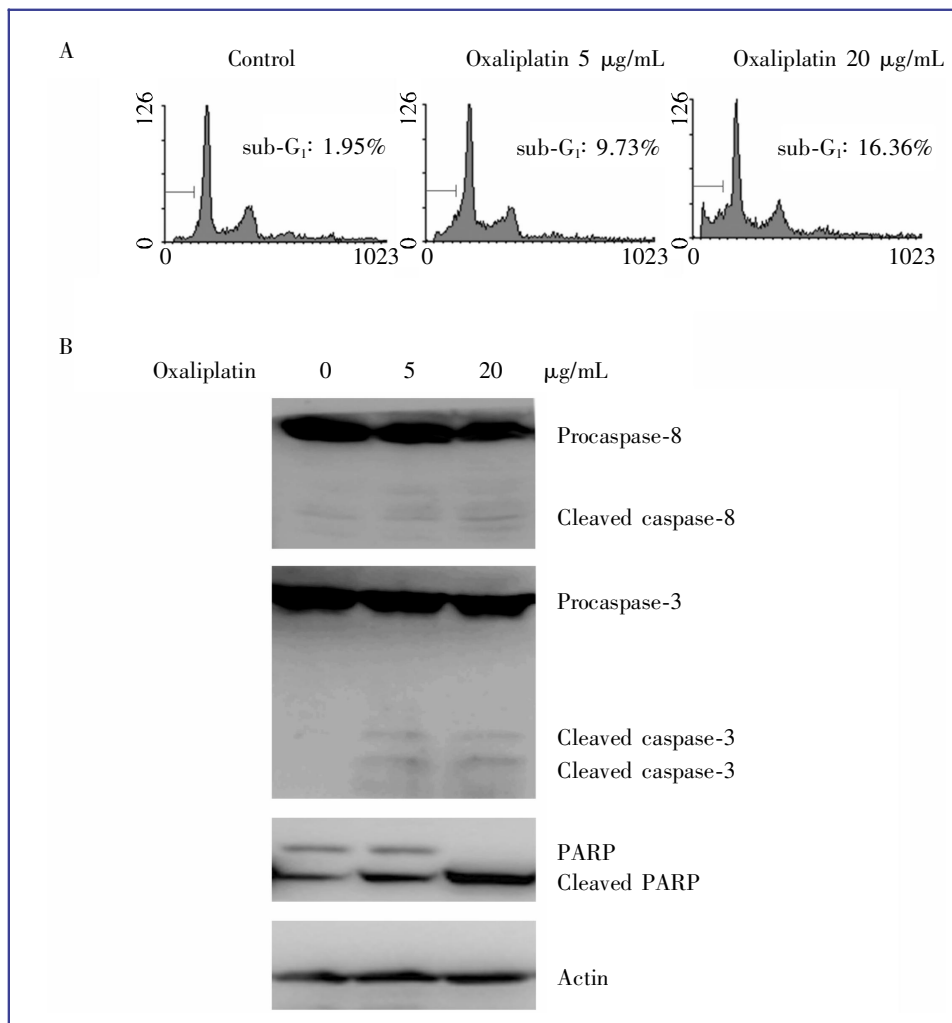 A
Control
Oxaliplatin 5 μg/mL
Oxaliplatin 20 μg/mL
126
sub-G₁: 1.95%
0
0
1023
126
sub-G₁: 9.73%
0
0
1023
126
sub-G₁: 16.36%
0
0
1023
B
Oxaliplatin 0 5 20 μg/mL
Procaspase-8
Cleaved caspase-8
Procaspase-3
Cleaved caspase-3
Cleaved caspase-3
PARP
Cleaved PARP
Actin